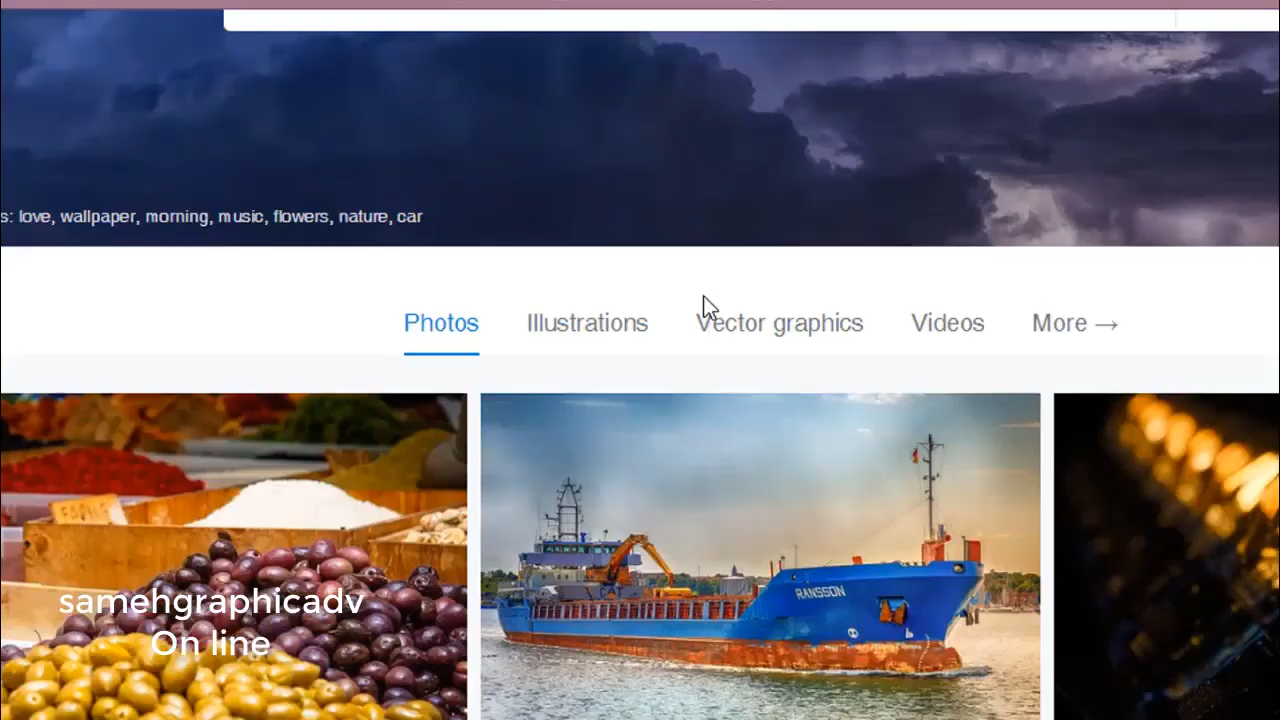 s: love, wallpaper, morning, music, flowers, nature, car
Photos Illustrations Vector graphics Videos More →
RANSSON
samehgraphicadv
On line